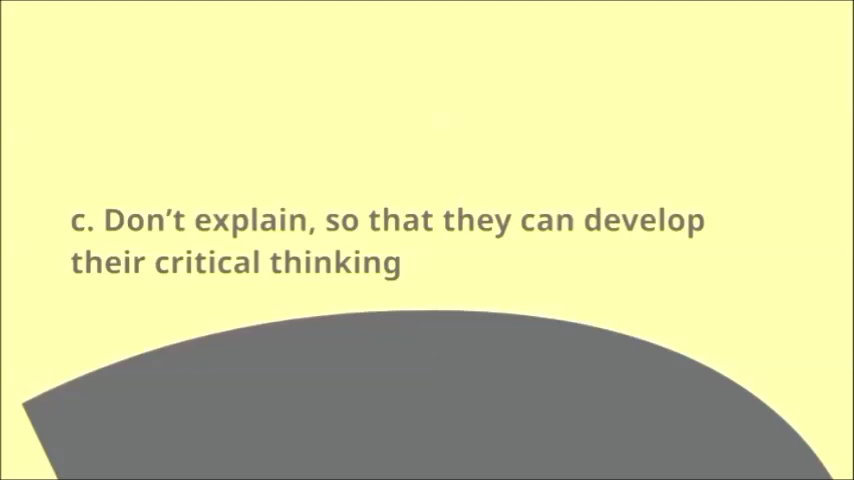 c. Don’t explain, so that they can develop
their critical thinking